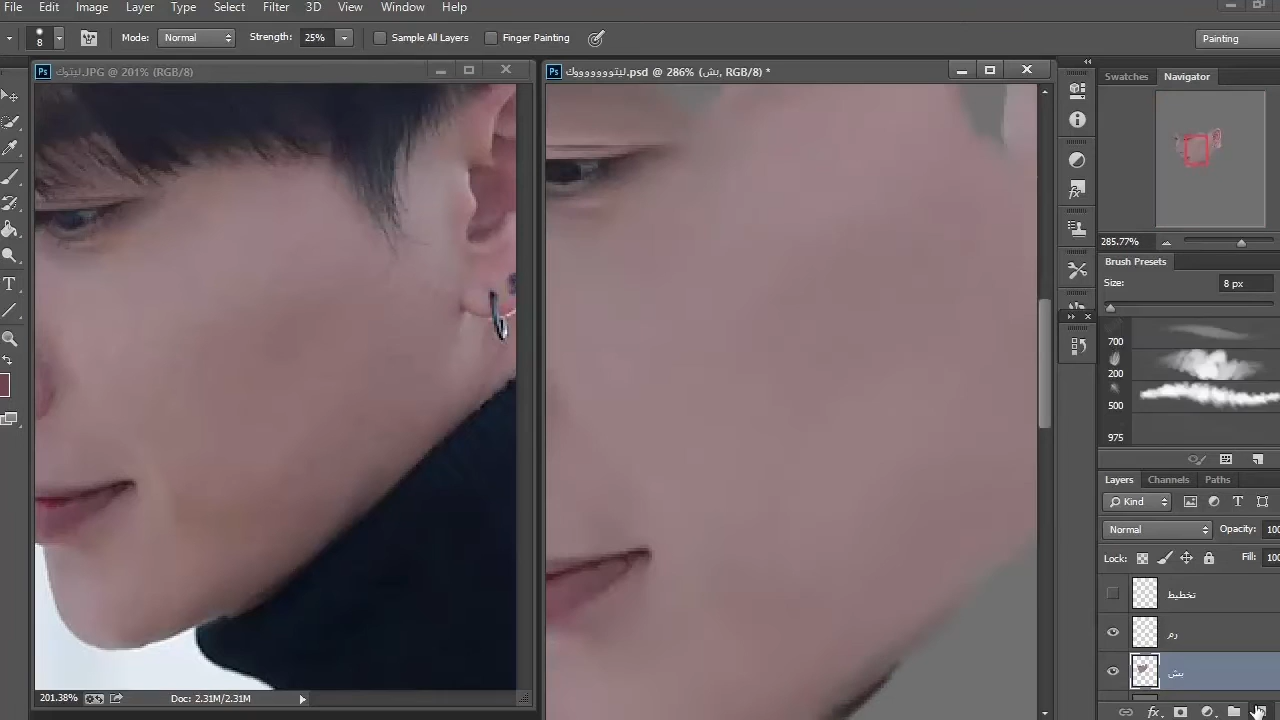 File Edit Image Layer Type Select Filter 3D View Window Help
8 Mode: Normal Strength: 25% Sample All Layers Finger Painting Painting
Ps ليتوك.JPG @ 201% (RGB/8)
Ps ليتوووووووك.psd @ 286% (بش, RGB/8) *
Swatches Navigator
285.77%
Brush Presets
Size: 8 px
700
200
500
975
Layers Channels Paths
Kind
Normal Opacity: 100
Lock: Fill: 100
تخطيط
رم
بش
201.38% Doc: 2.31M/2.31M